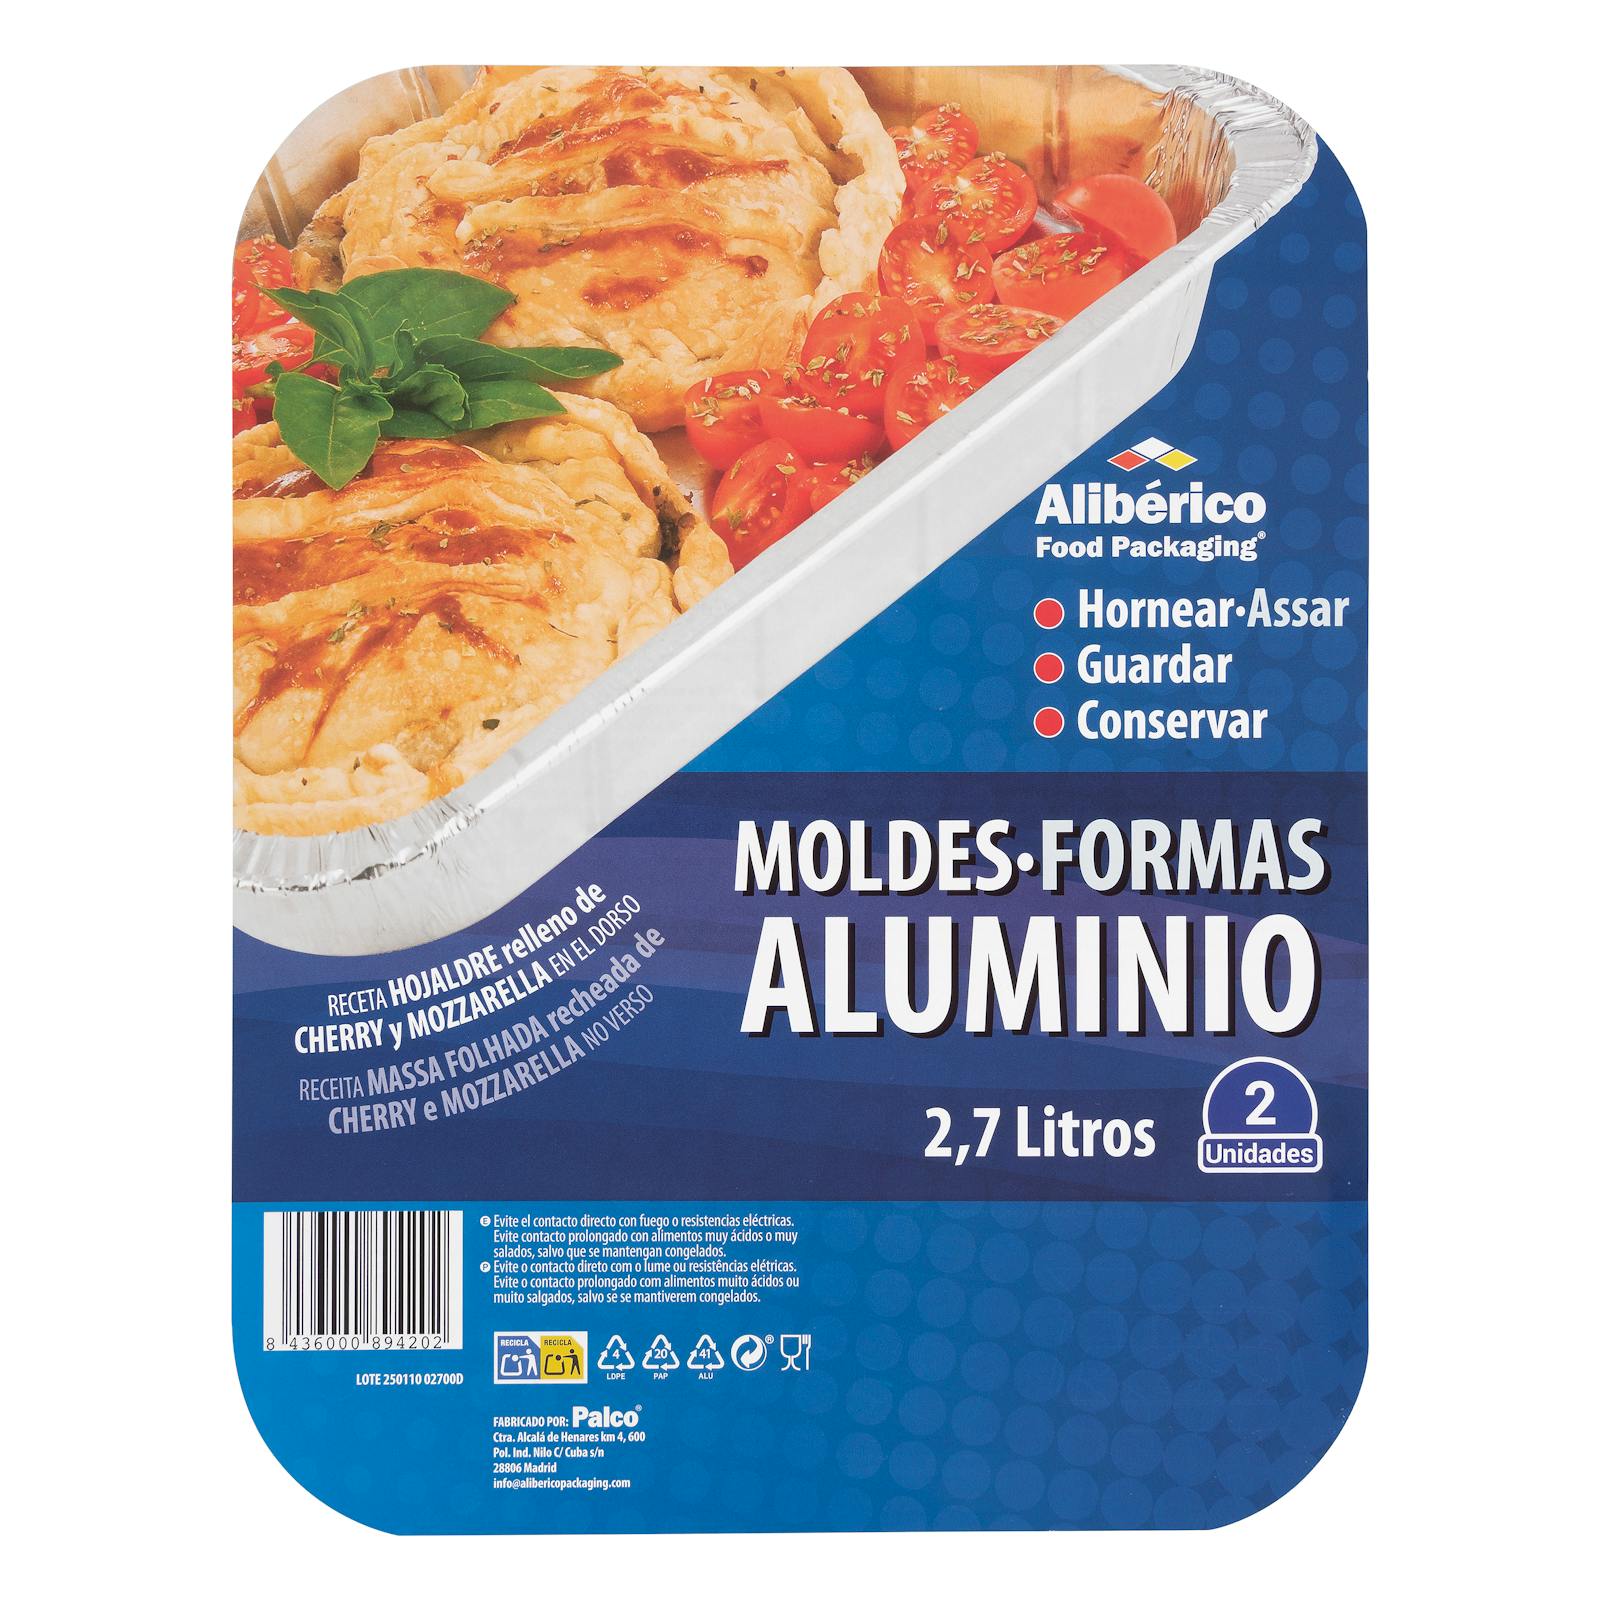 Alibérico
Food Packaging®
Hornear·Assar
Guardar
Conservar
MOLDES·FORMAS
ALUMINIO
RECETA HOJALDRE relleno de
CHERRY y MOZZARELLA EN EL DORSO
RECEITA MASSA FOLHADA recheada de
CHERRY e MOZZARELLA NO VERSO
2,7 Litros
2
Unidades
E Evite el contacto directo con fuego o resistencias eléctricas.
Evite contacto prolongado con alimentos muy ácidos o muy
salados, salvo que se mantengan congelados.
P Evite o contacto direto com o lume ou resistências elétricas.
Evite o contacto prolongado com alimentos muito ácidos ou
muito salgados, salvo se se mantiverem congelados.
8 436000 894202
LOTE 250110 02700D
RECICLA RECICLA
4 20 41 ®
LDPE PAP ALU
FABRICADO POR: Palco®
Ctra. Alcalá de Henares km 4, 600
Pol. Ind. Nilo C/ Cuba s/n
28806 Madrid
info@alibericopackaging.com